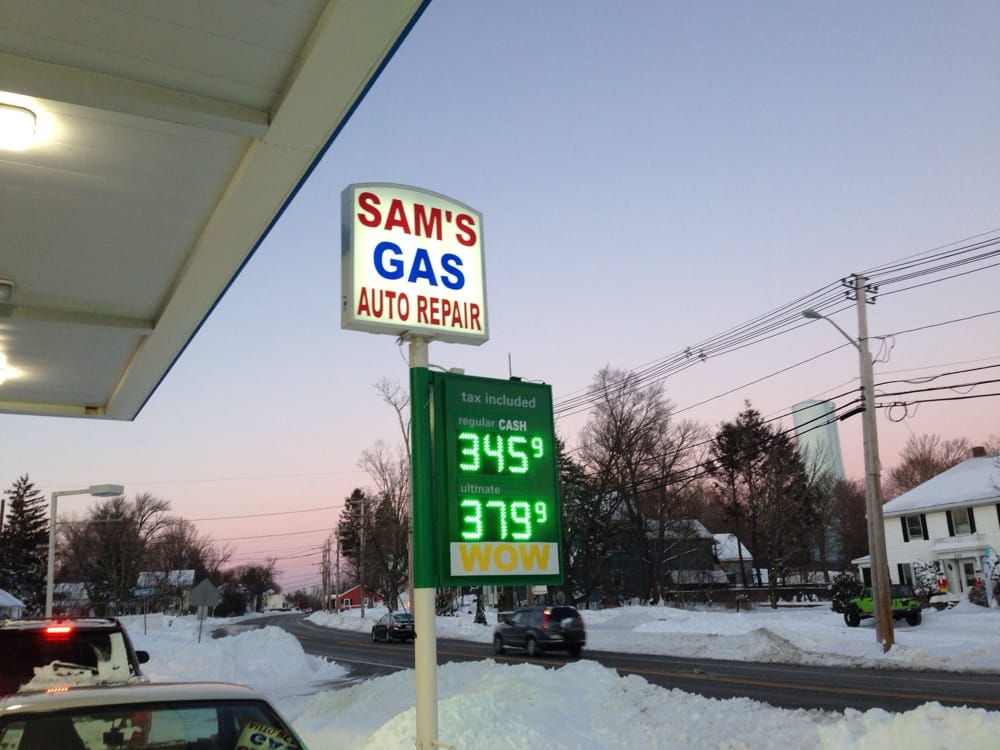 SAM'S
GAS
AUTO REPAIR
tax included
regular CASH
345 9
ultmate
379 9
WOW